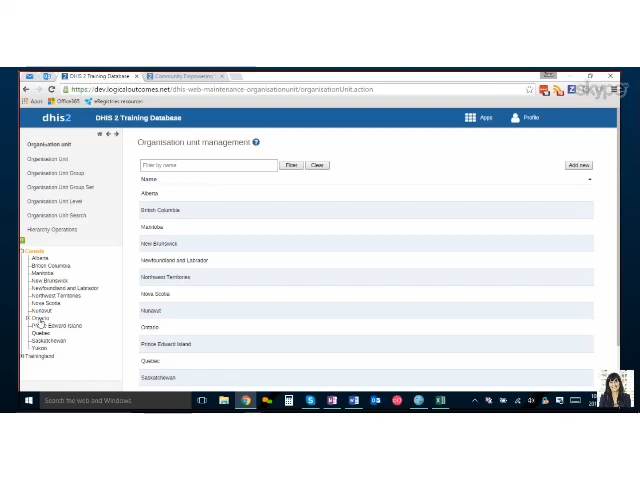 DHIS 2 Training Database
Community Empowering
https://dev.logicaloutcomes.net/dhis-web-maintenance-organisationunit/organisationUnit.action
Apps
Office365
eRegistries resources
skype
dhis2
DHIS 2 Training Database
Apps
Profile
Organisation unit
Organisation Unit
Organisation Unit Group
Organisation Unit Group Set
Organisation Unit Level
Organisation Unit Search
Hierarchy Operations
Canada
Alberta
British Columbia
Manitoba
New Brunswick
Newfoundland and Labrador
Northwest Territories
Nova Scotia
Nunavut
Ontario
Edward Island
Quebec
Saskatchewan
Yukon
Trainingland
Organisation unit management
Filter by name
Filter
Clear
Add new
Name
Alberta
British Columbia
Manitoba
New Brunswick
Newfoundland and Labrador
Northwest Territories
Nova Scotia
Nunavut
Ontario
Prince Edward Island
Quebec
Saskatchewan
Search the web and Windows